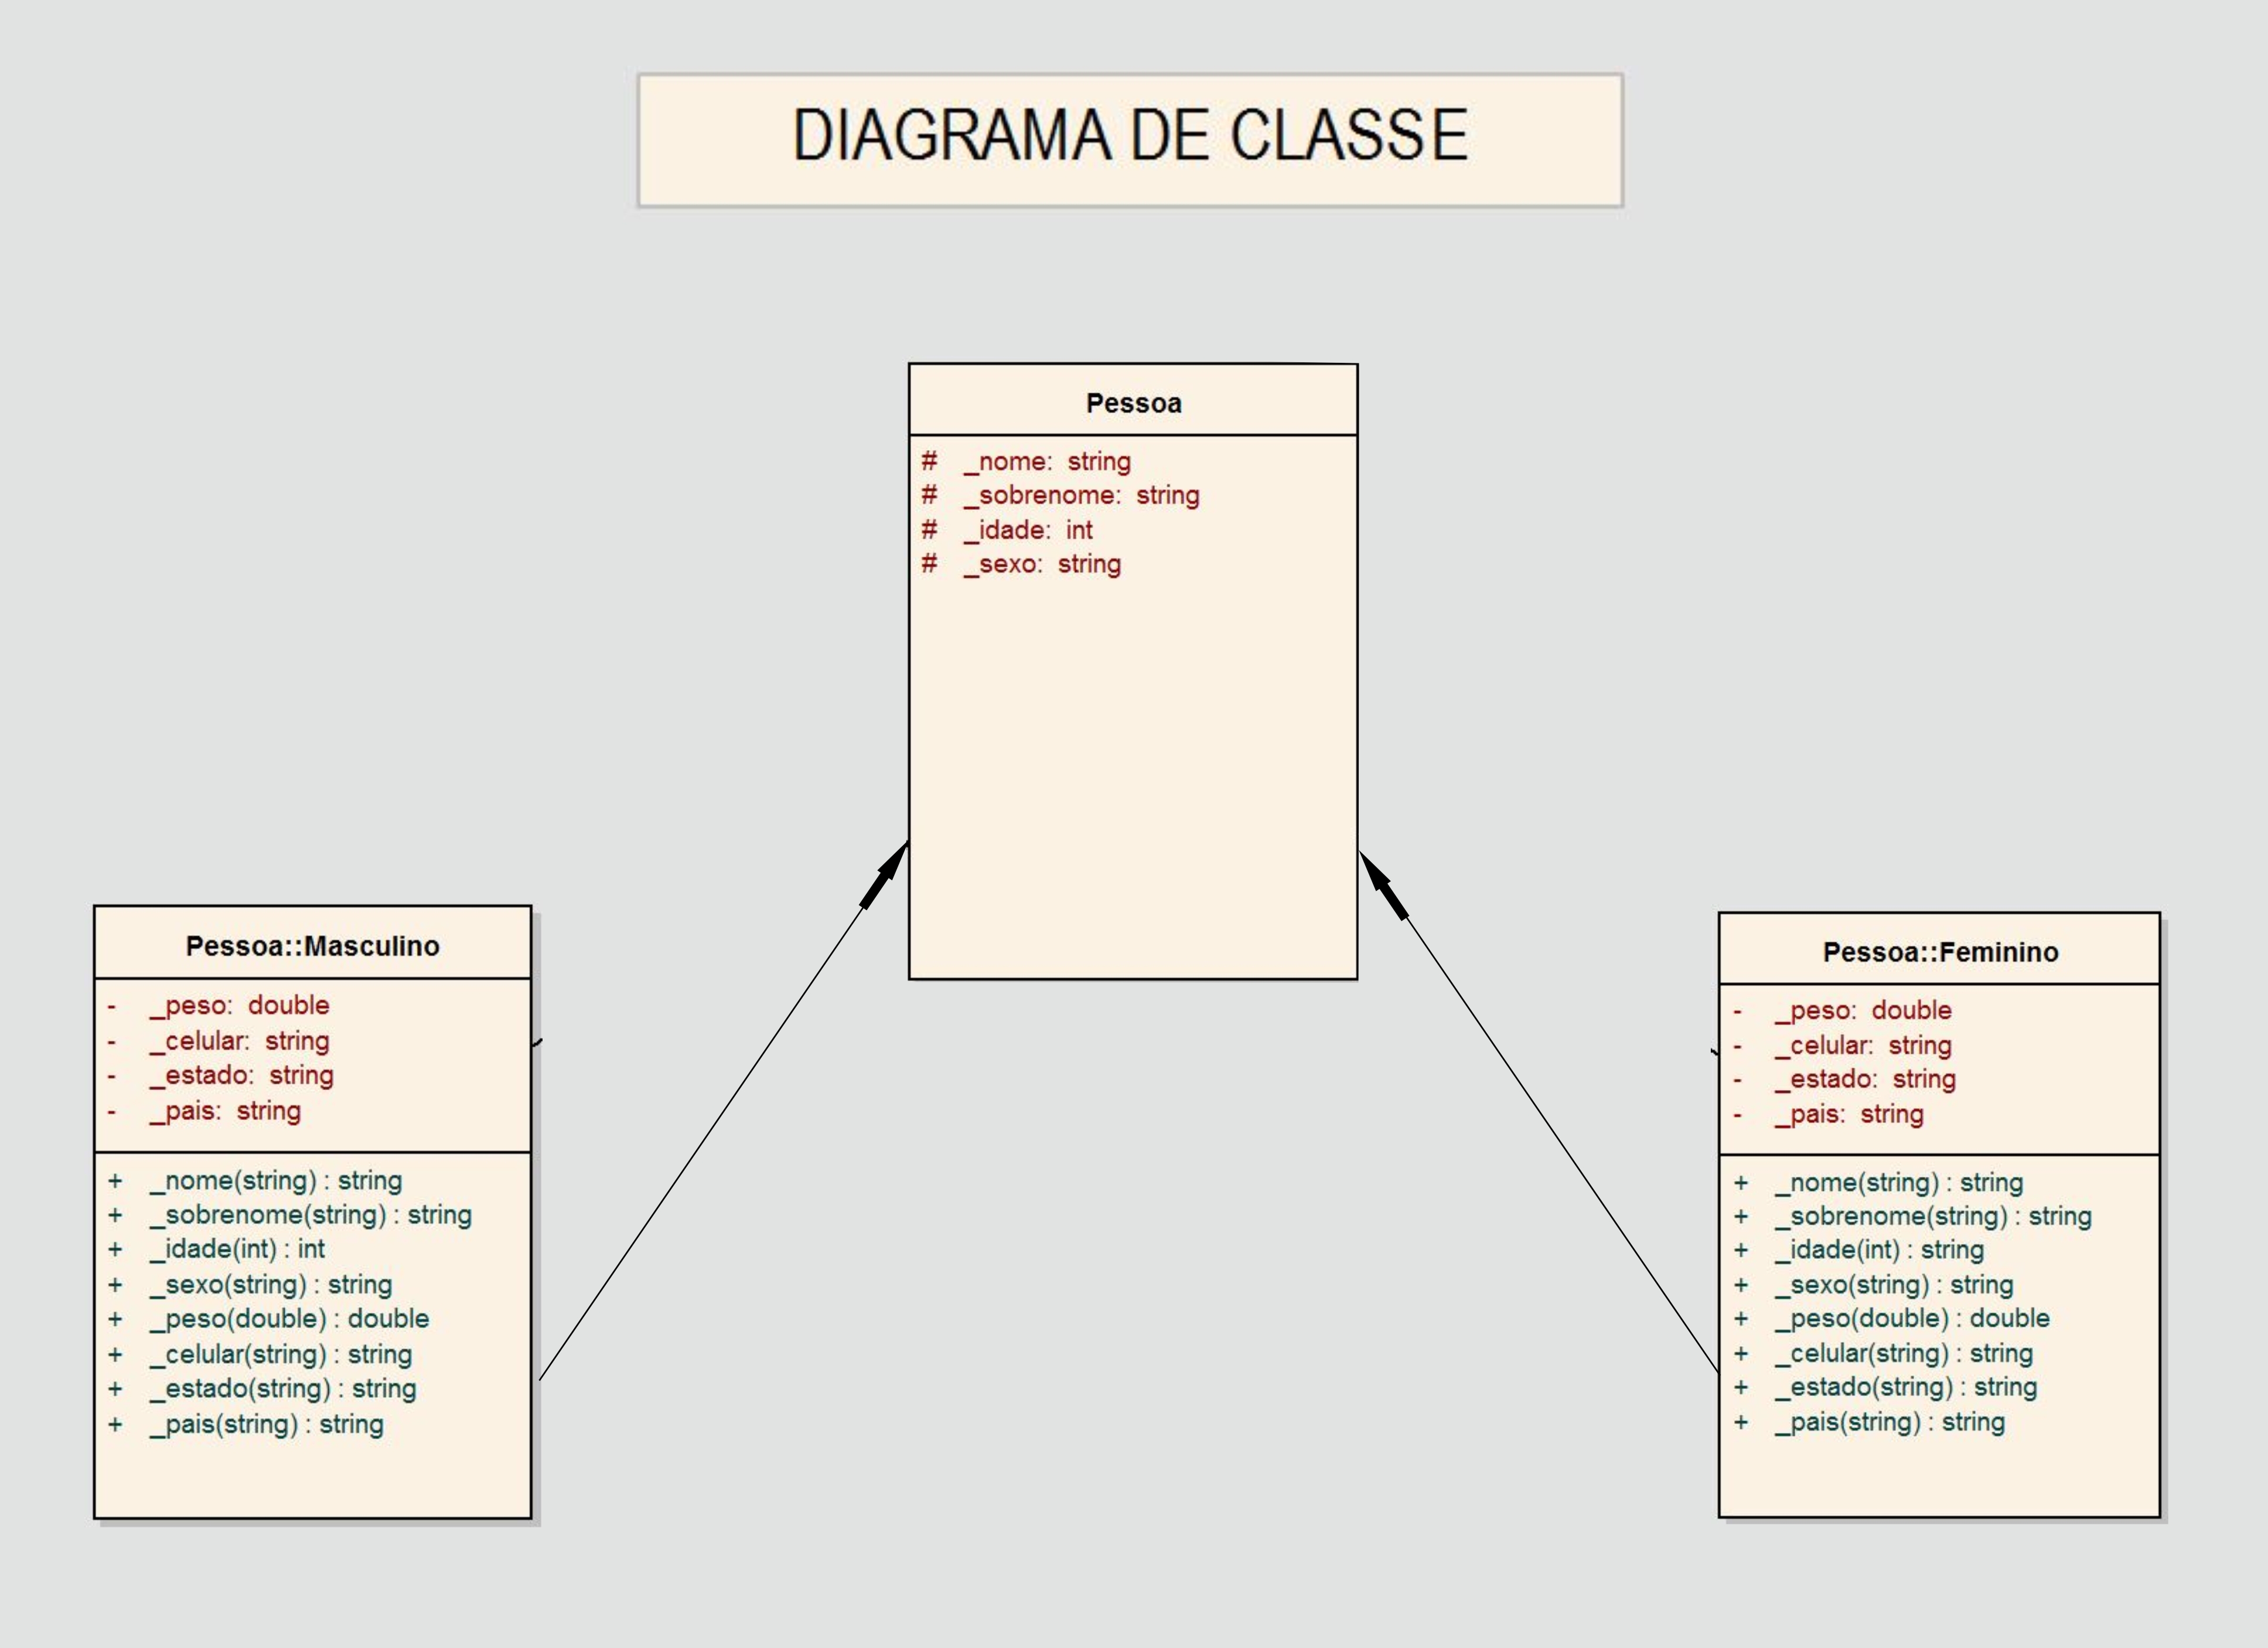 DIAGRAMA DE CLASSE
Pessoa
# _nome: string
# _sobrenome: string
# _idade: int
# _sexo: string
Pessoa::Masculino
- _peso: double
- _celular: string
- _estado: string
- _pais: string
+ _nome(string) : string
+ _sobrenome(string) : string
+ _idade(int) : int
+ _sexo(string) : string
+ _peso(double) : double
+ _celular(string) : string
+ _estado(string) : string
+ _pais(string) : string
Pessoa::Feminino
- _peso: double
- _celular: string
- _estado: string
- _pais: string
+ _nome(string) : string
+ _sobrenome(string) : string
+ _idade(int) : string
+ _sexo(string) : string
+ _peso(double) : double
+ _celular(string) : string
+ _estado(string) : string
+ _pais(string) : string